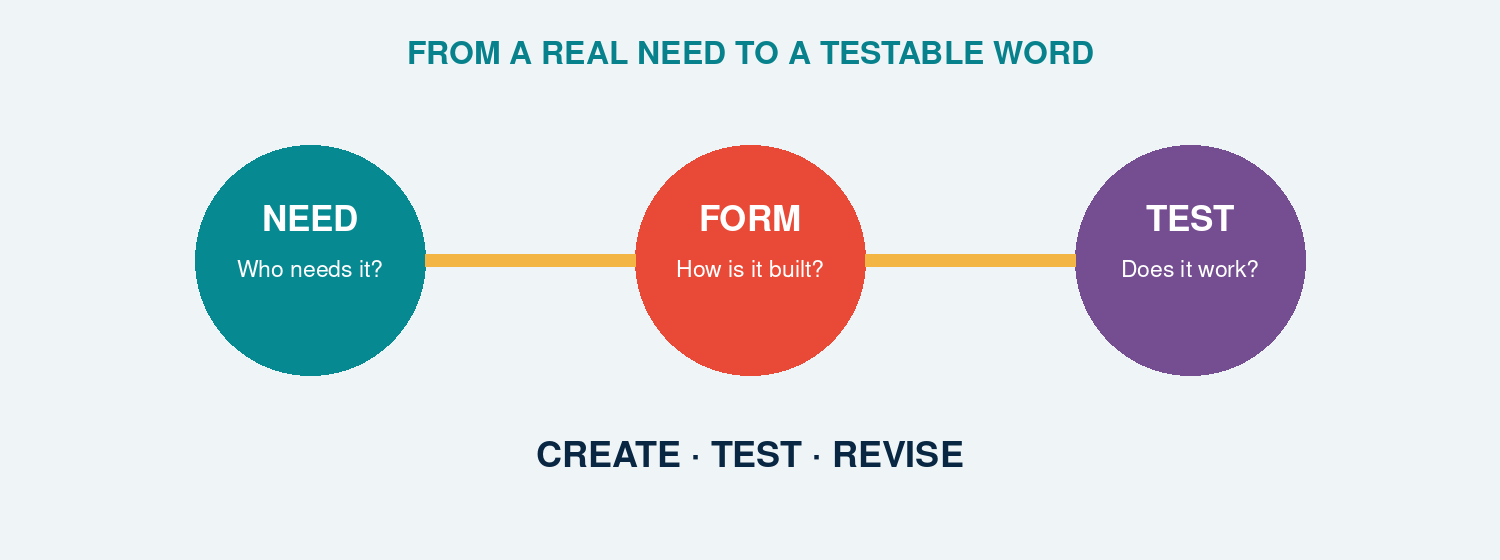 FROM A REAL NEED TO A TESTABLE WORD
NEED
Who needs it?
FORM
How is it built?
TEST
Does it work?
CREATE · TEST · REVISE